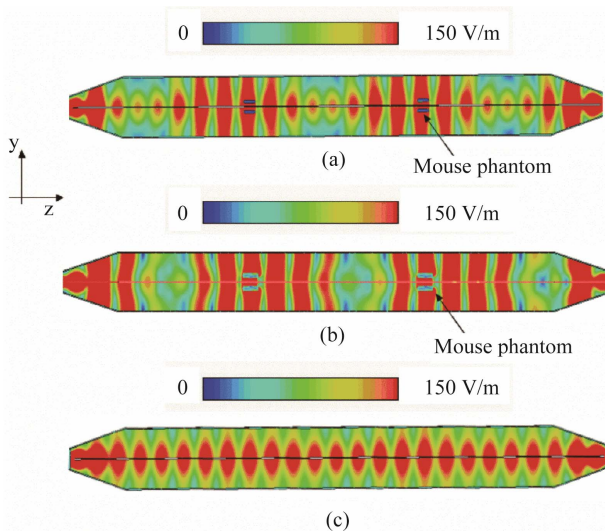 0 150 V/m
y
z
Mouse phantom
(a)
0 150 V/m
Mouse phantom
(b)
0 150 V/m
(c)